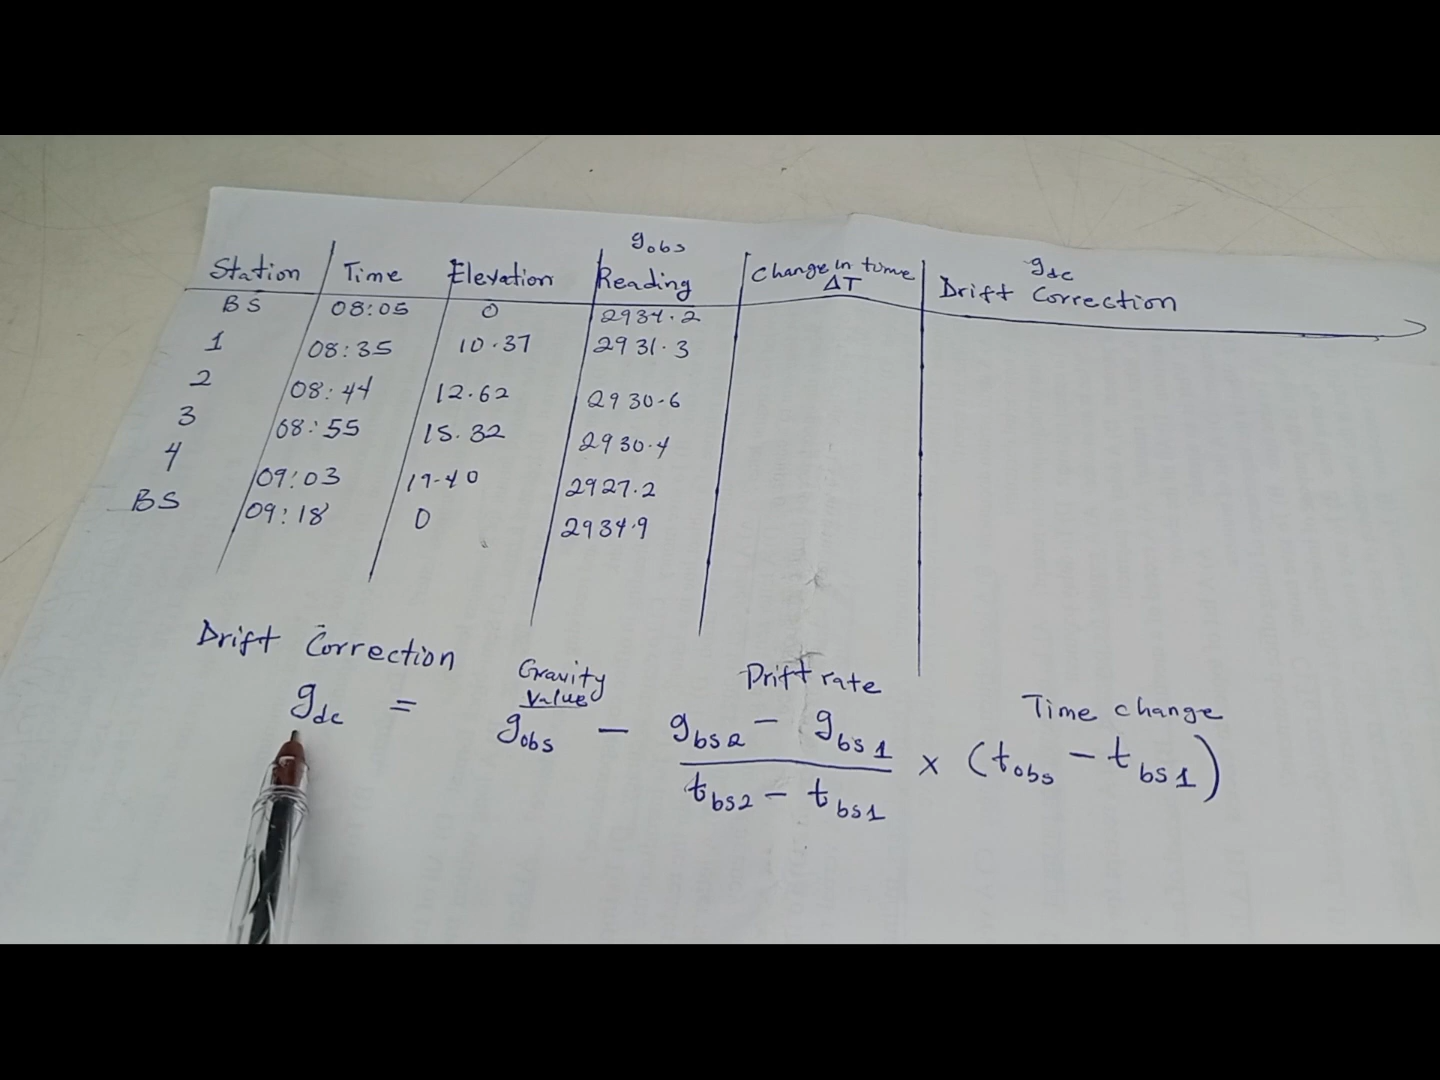 gobs
Station Time Elevation Reading Change in time ΔT gdc Drift Correction
BS 08:05 0 2934.2
1 08:35 10.37 2931.3
2 08:44 12.62 2930.6
3 08:55 15.32 2930.4
4 09:03 19.40 2927.2
BS 09:18 0 2934.9
Drift Correction Gravity Value Drift rate Time change
gdc = gobs − gbs2 − gbs1 × (tobs − tbs1)
tbs2 − tbs1